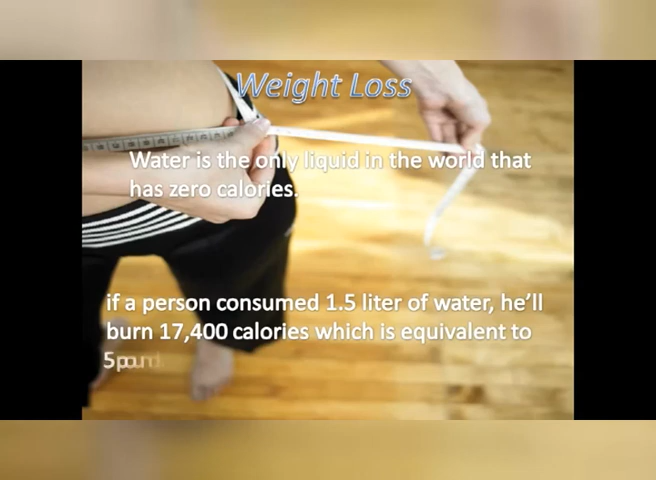 Weight Loss
Water is the only liquid in the world that
has zero calories.
if a person consumed 1.5 liter of water, he'll
burn 17,400 calories which is equivalent to
5 pound